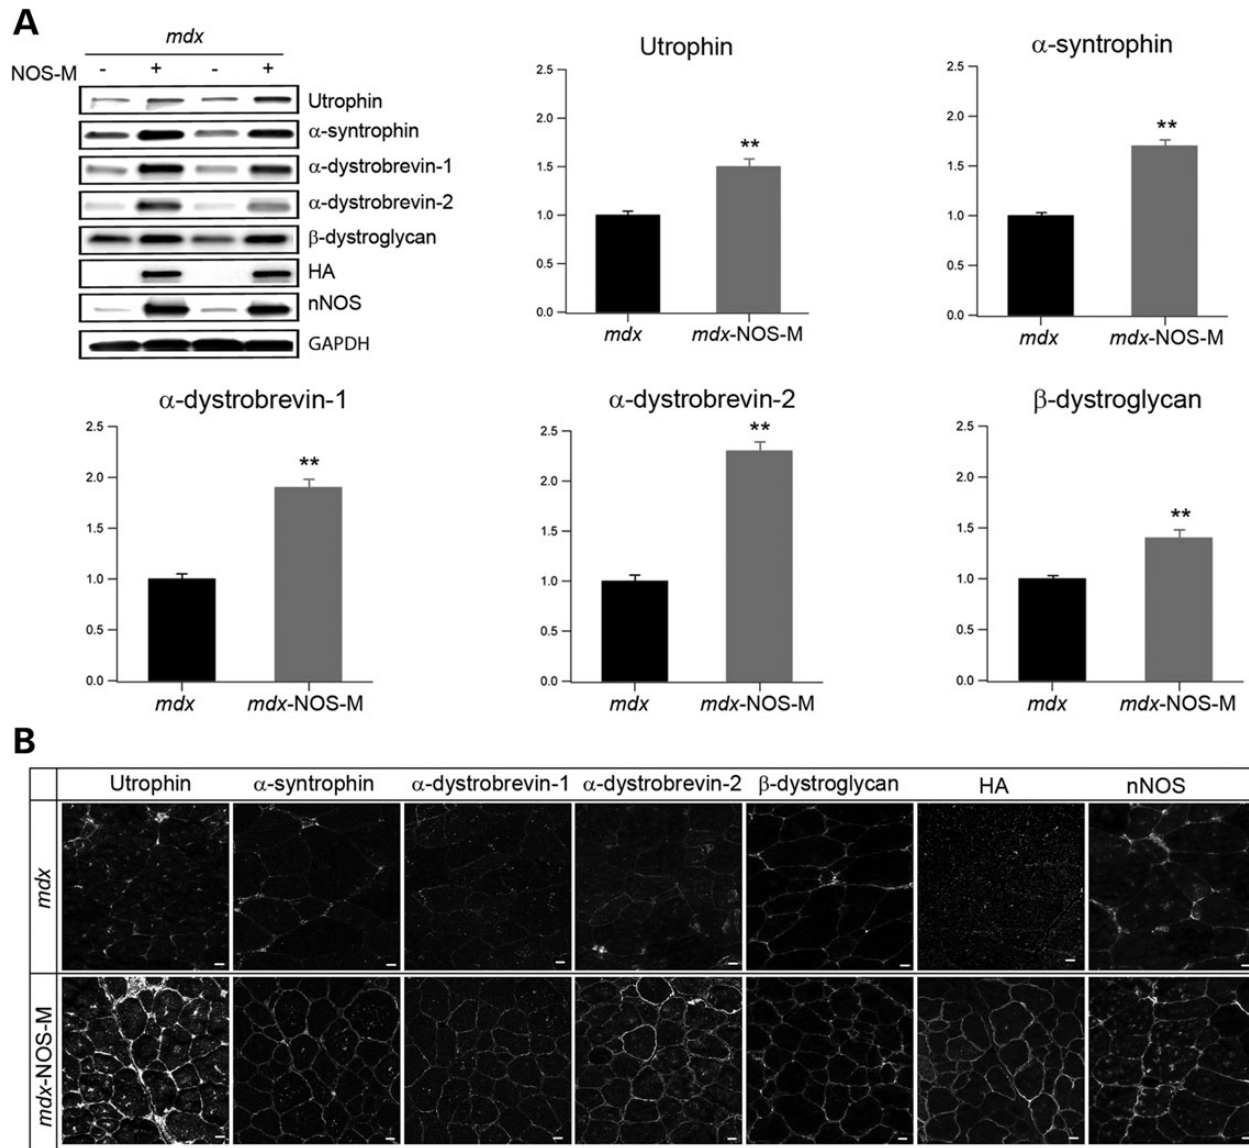 A
mdx
NOS-M - + - +
Utrophin
α-syntrophin
α-dystrobrevin-1
α-dystrobrevin-2
β-dystroglycan
HA
nNOS
GAPDH
Utrophin
2.5
2.0
**
1.5
1.0
0.5
0.0
mdx mdx-NOS-M
α-syntrophin
2.5
2.0
**
1.5
1.0
0.5
0.0
mdx mdx-NOS-M
α-dystrobrevin-1
2.5
2.0
**
1.5
1.0
0.5
0.0
mdx mdx-NOS-M
α-dystrobrevin-2
2.5
**
2.0
1.5
1.0
0.5
0.0
mdx mdx-NOS-M
β-dystroglycan
2.5
2.0
**
1.5
1.0
0.5
0.0
mdx mdx-NOS-M
B
Utrophin α-syntrophin α-dystrobrevin-1 α-dystrobrevin-2 β-dystroglycan HA nNOS
mdx
mdx-NOS-M